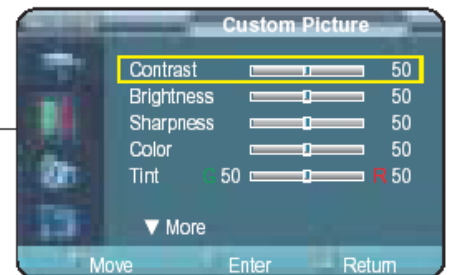 Custom Picture
Contrast 50
Brightness 50
Sharpness 50
Color 50
Tint G 50 R 50
▼ More
Move Enter Return